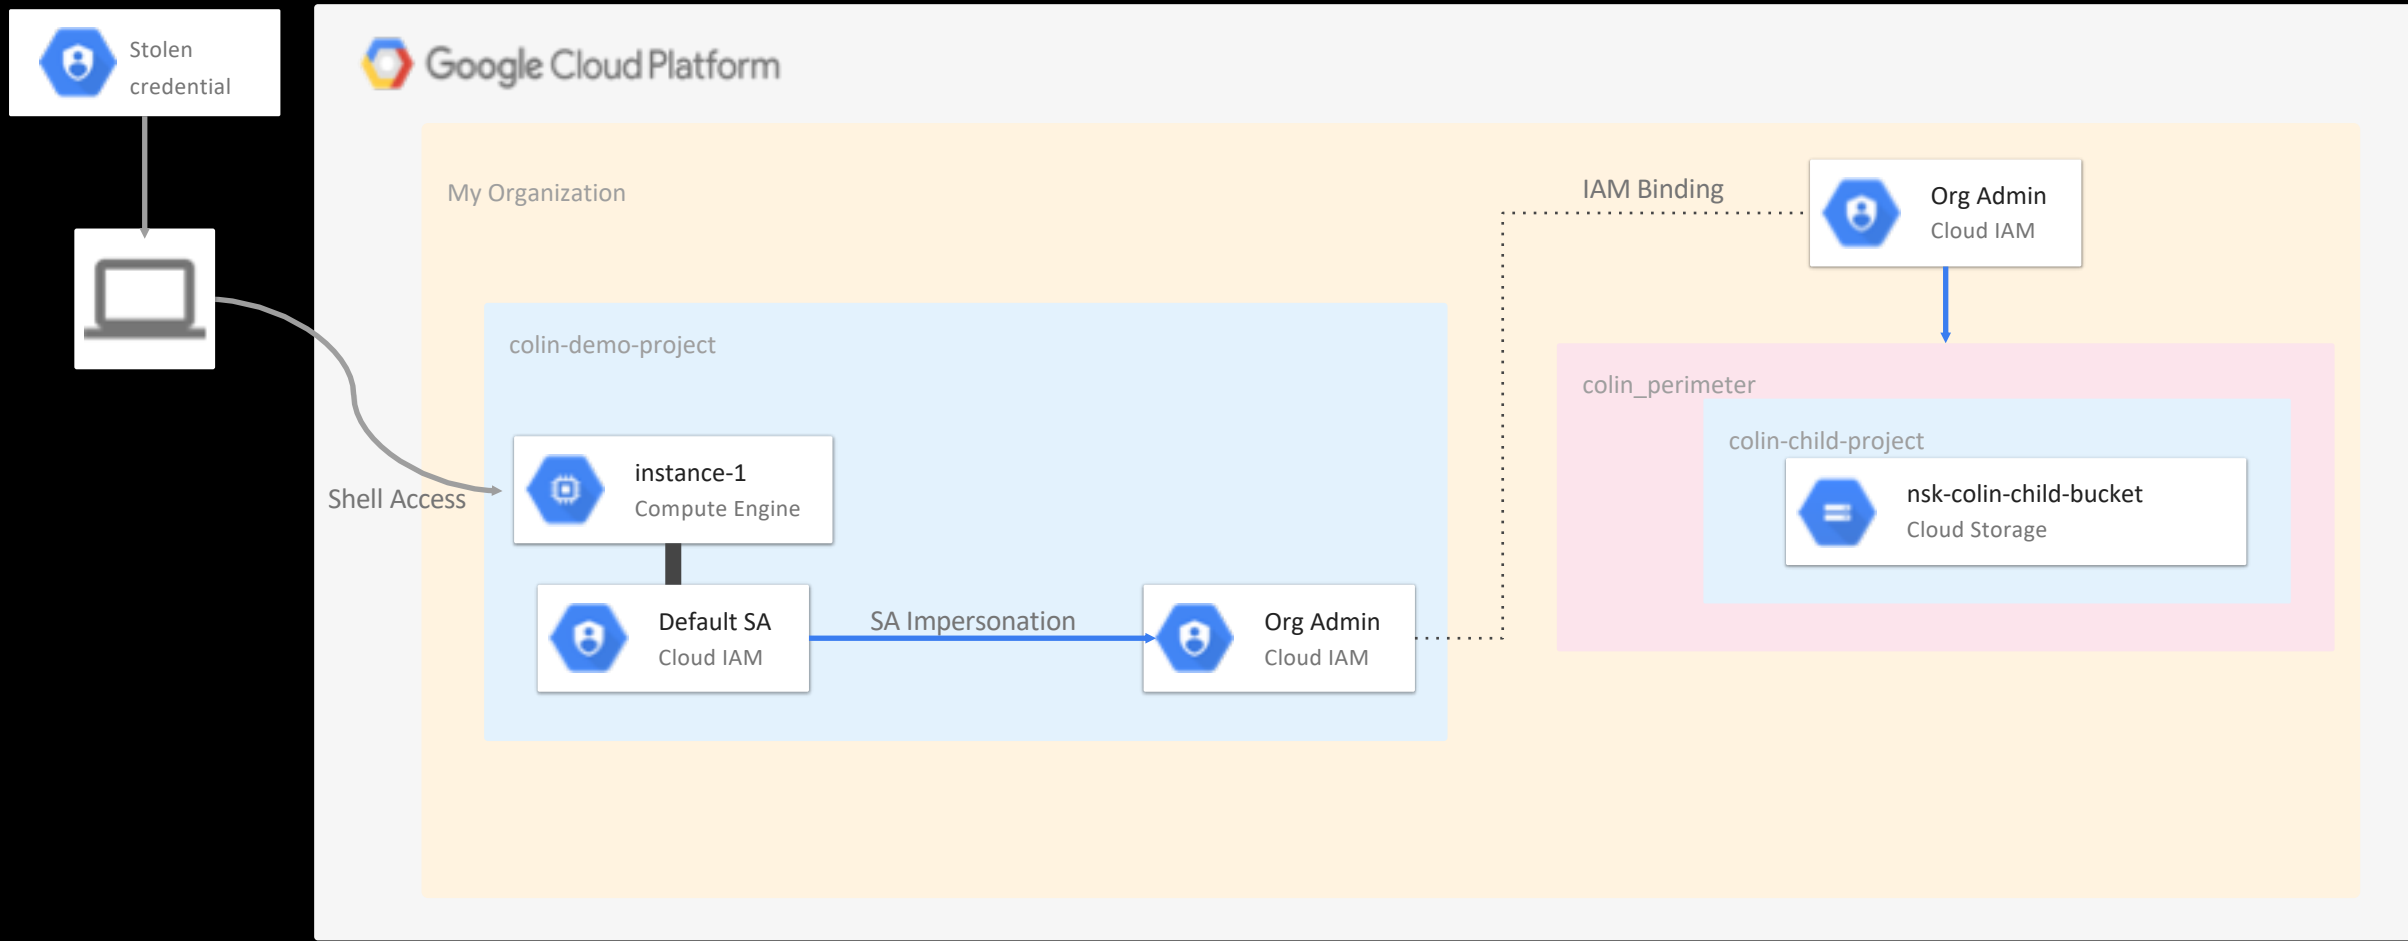 Stolen
credential
Google Cloud Platform
My Organization
IAM Binding
Org Admin
Cloud IAM
colin-demo-project
colin_perimeter
colin-child-project
nsk-colin-child-bucket
Cloud Storage
instance-1
Compute Engine
Shell Access
Default SA
Cloud IAM
SA Impersonation
Org Admin
Cloud IAM